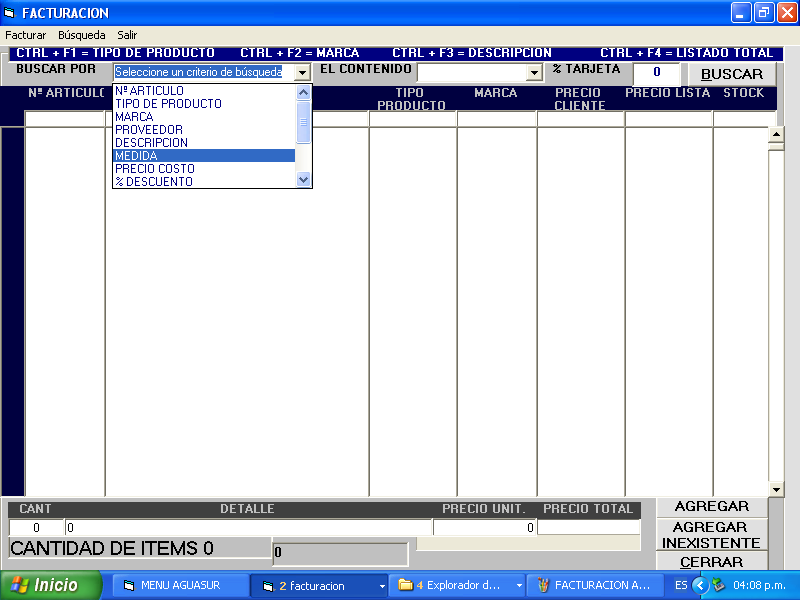 FACTURACION
Facturar Búsqueda Salir
CTRL + F1 = TIPO DE PRODUCTO CTRL + F2 = MARCA CTRL + F3 = DESCRIPCION CTRL + F4 = LISTADO TOTAL
BUSCAR POR Seleccione un criterio de búsqueda EL CONTENIDO % TARJETA 0 BUSCAR
Nº ARTICULO TIPO PRODUCTO MARCA PRECIO CLIENTE PRECIO LISTA STOCK
Nº ARTICULO
TIPO DE PRODUCTO
MARCA
PROVEEDOR
DESCRIPCION
MEDIDA
PRECIO COSTO
% DESCUENTO
CANT DETALLE PRECIO UNIT. PRECIO TOTAL
0 0 0
CANTIDAD DE ITEMS 0 0
AGREGAR
AGREGAR INEXISTENTE
CERRAR
Inicio MENU AGUASUR 2 facturacion 4 Explorador d... FACTURACION A... ES 04:08 p.m.